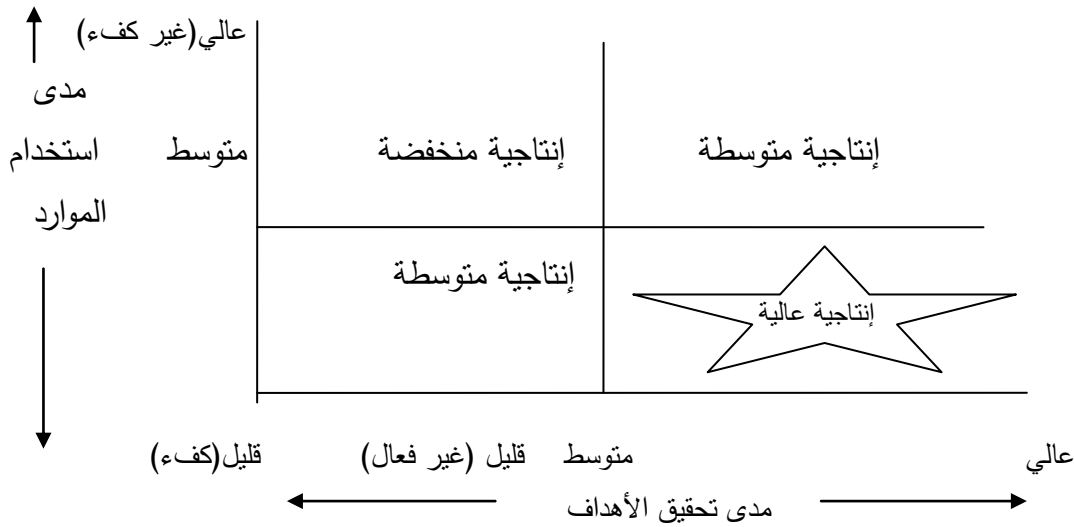 عالي(غير كفء)
مدى
استخدام
الموارد
متوسط
إنتاجية منخفضة
إنتاجية متوسطة
إنتاجية متوسطة
إنتاجية عالية
قليل(كفء)
قليل (غير فعال)
متوسط
عالي
مدى تحقيق الأهداف